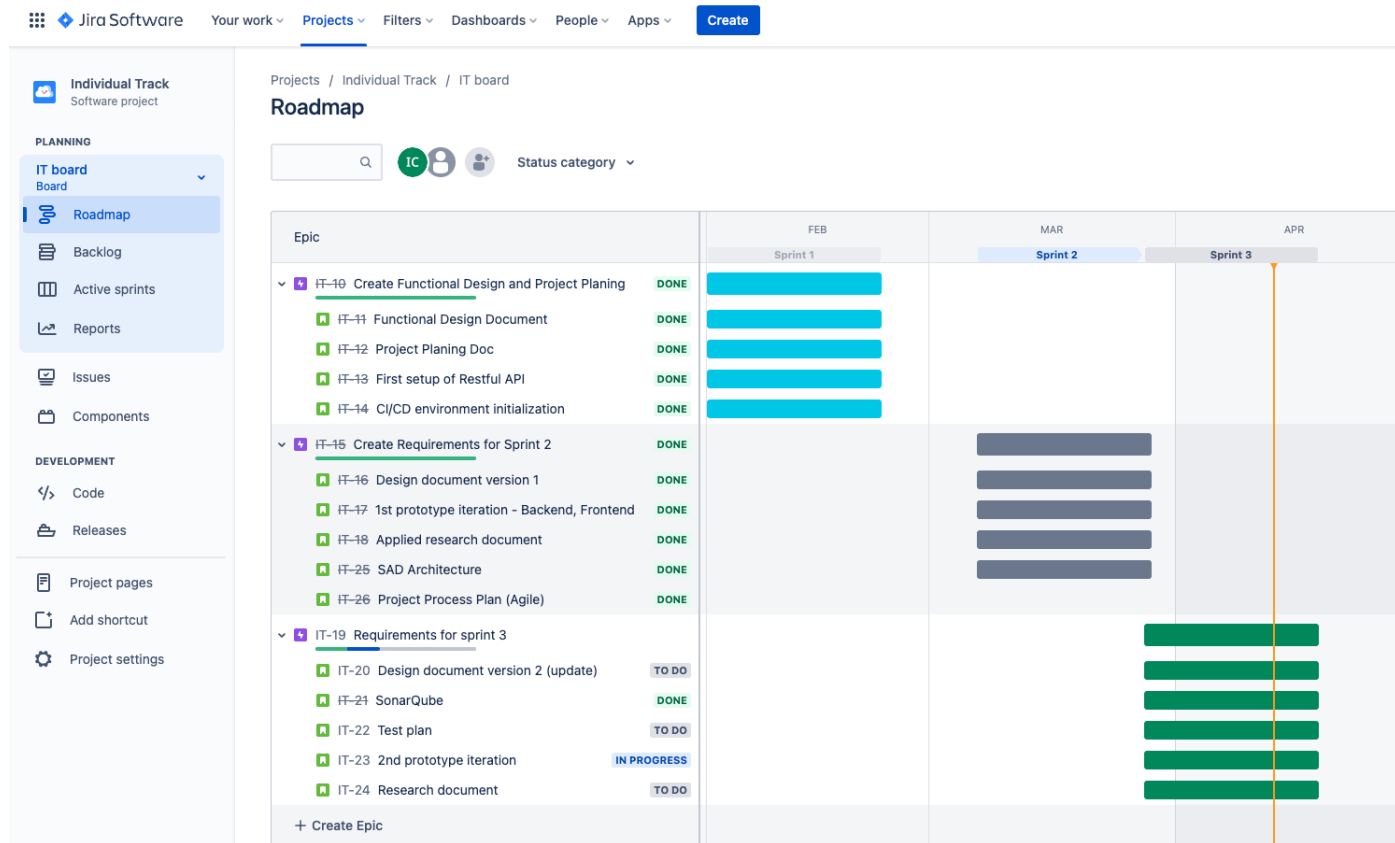 Jira Software Your work Projects Filters Dashboards People Apps Create
Individual Track
Software project
PLANNING
IT board
Board
Roadmap
Backlog
Active sprints
Reports
Issues
Components
DEVELOPMENT
Code
Releases
Project pages
Add shortcut
Project settings
Projects / Individual Track / IT board
Roadmap
IC Status category
Epic FEB MAR APR
Sprint 1 Sprint 2 Sprint 3
IT-10 Create Functional Design and Project Planing DONE
IT-11 Functional Design Document DONE
IT-12 Project Planing Doc DONE
IT-13 First setup of Restful API DONE
IT-14 CI/CD environment initialization DONE
IT-15 Create Requirements for Sprint 2 DONE
IT-16 Design document version 1 DONE
IT-17 1st prototype iteration - Backend, Frontend DONE
IT-18 Applied research document DONE
IT-25 SAD Architecture DONE
IT-26 Project Process Plan (Agile) DONE
IT-19 Requirements for sprint 3
IT-20 Design document version 2 (update) TO DO
IT-21 SonarQube DONE
IT-22 Test plan TO DO
IT-23 2nd prototype iteration IN PROGRESS
IT-24 Research document TO DO
+ Create Epic